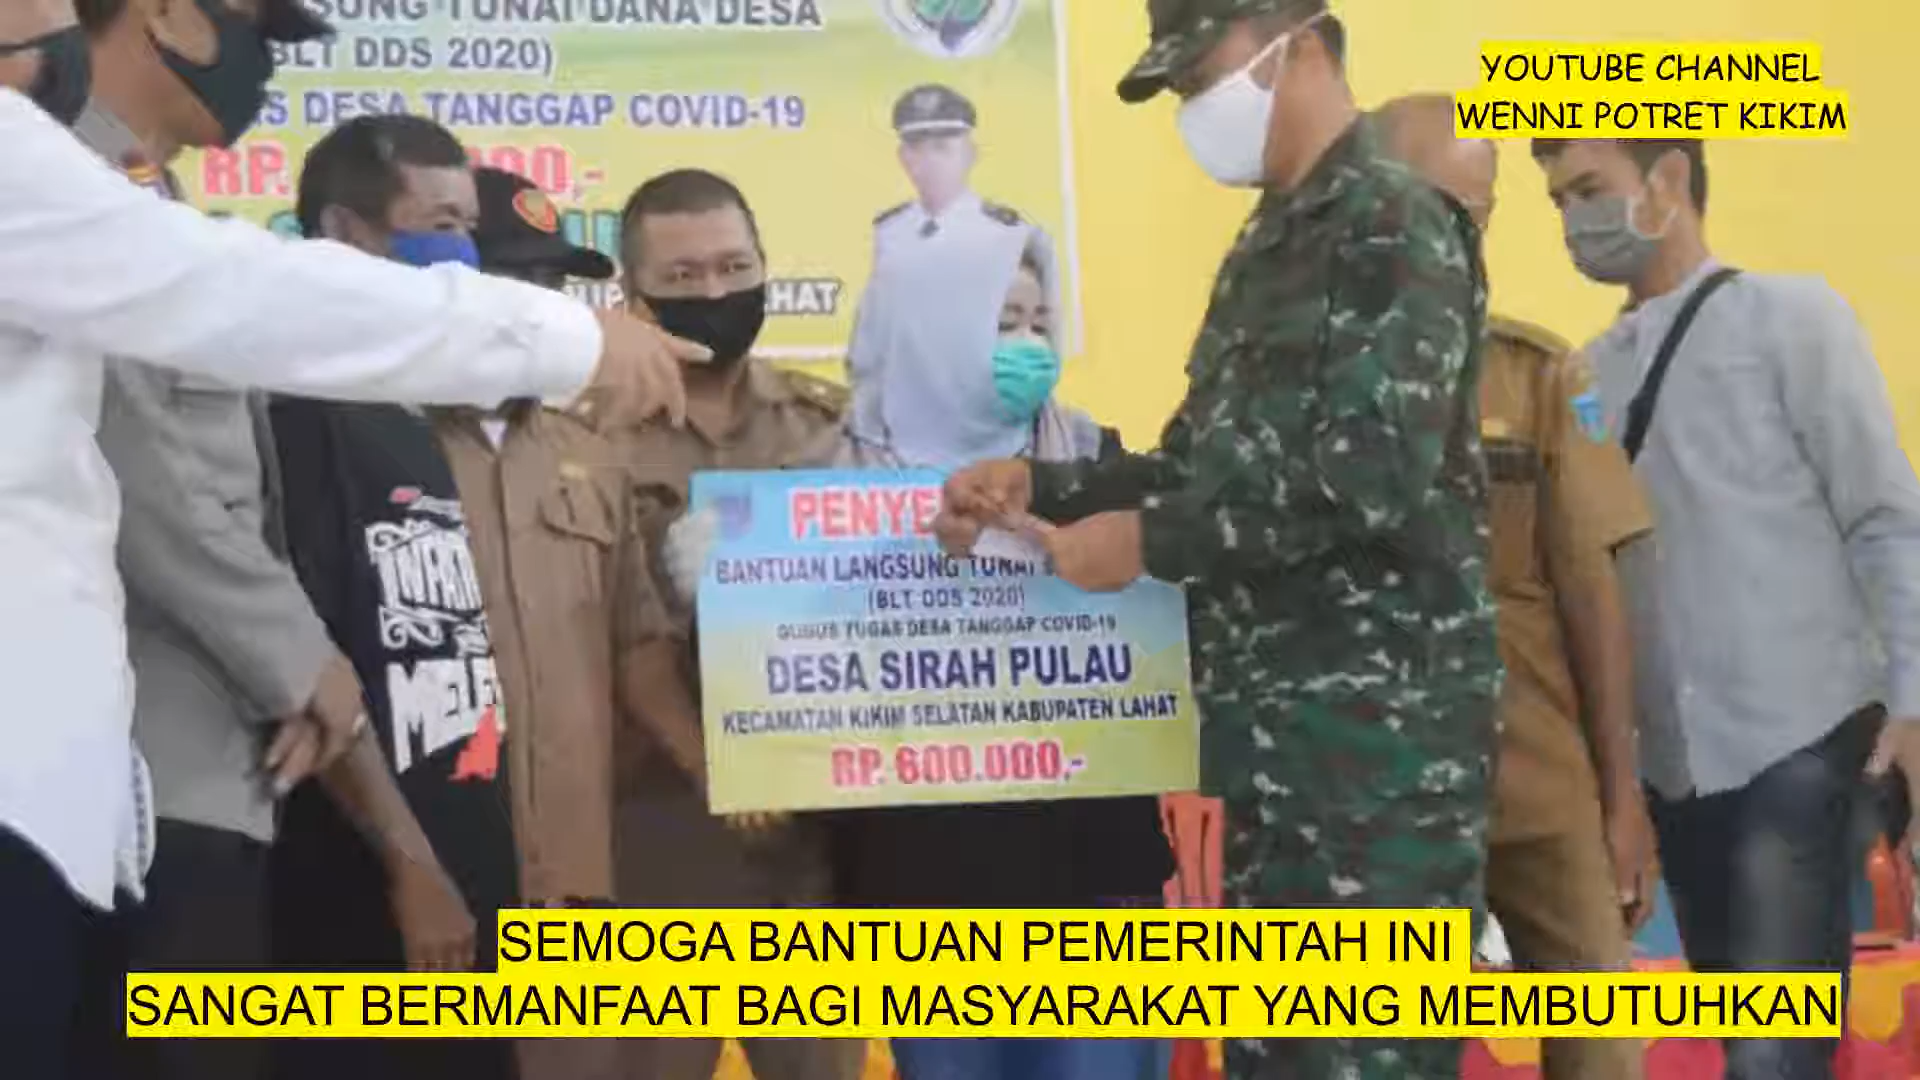 SUNG TUNAI DANA DESA
(BLT DDS 2020)
S DESA TANGGAP COVID-19
RP.
00,-
HAT
YOUTUBE CHANNEL
WENNI POTRET KIKIM
PENYE
BANTUAN LANGSUNG TUNAI
(BLT DDS 2020)
GUGUS TUGAS DESA TANGGAP COVID-19
DESA SIRAH PULAU
KECAMATAN KIKIM SELATAN KABUPATEN LAHAT
RP. 600.000,-
SEMOGA BANTUAN PEMERINTAH INI
SANGAT BERMANFAAT BAGI MASYARAKAT YANG MEMBUTUHKAN